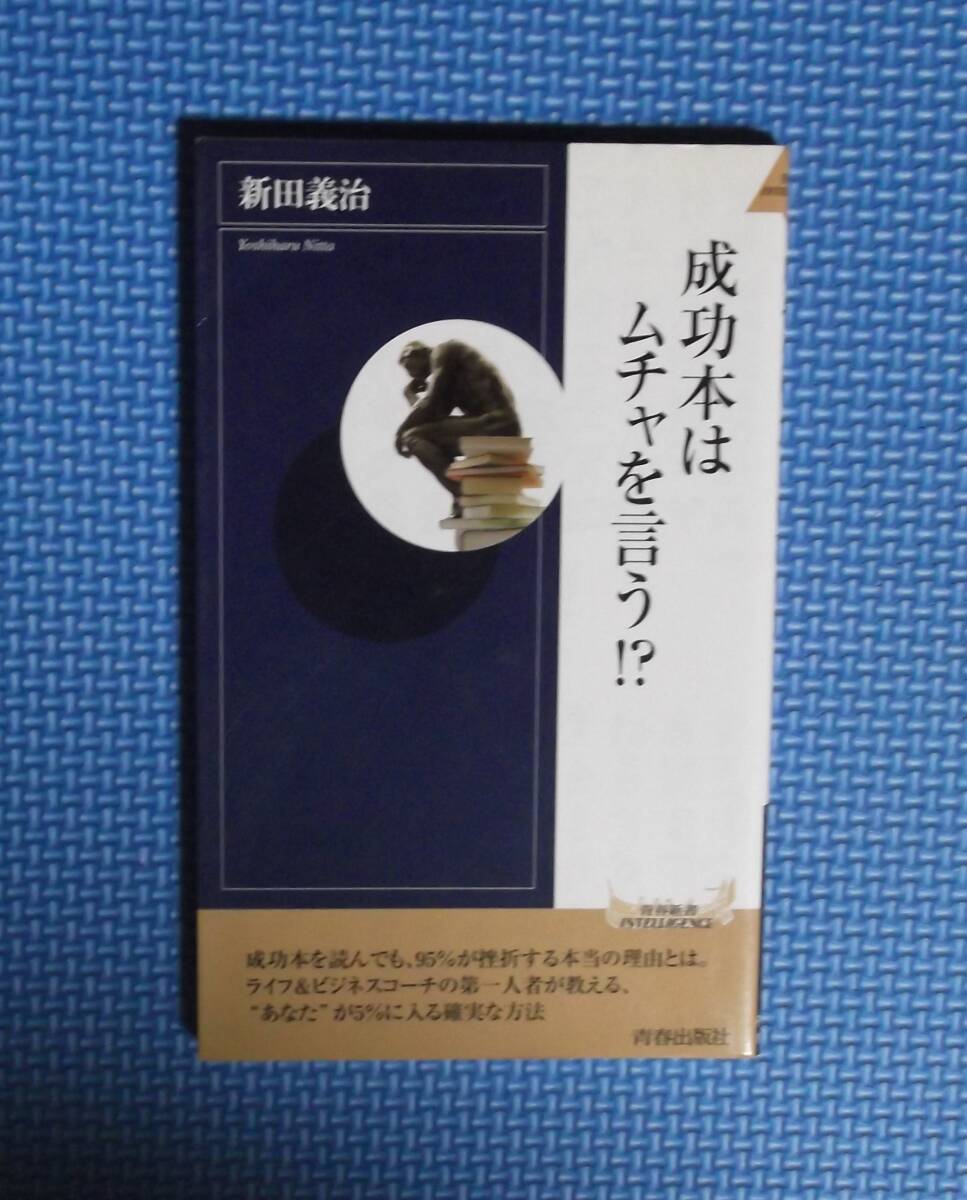 新田義治
Yoshiharu Nitta
成功本は
ムチャを言う!?
青春新書
INTELLIGENCE
成功本を読んでも、95%が挫折する本当の理由とは。
ライフ&ビジネスコーチの第一人者が教える、
“あなた”が5%に入る確実な方法
青春出版社